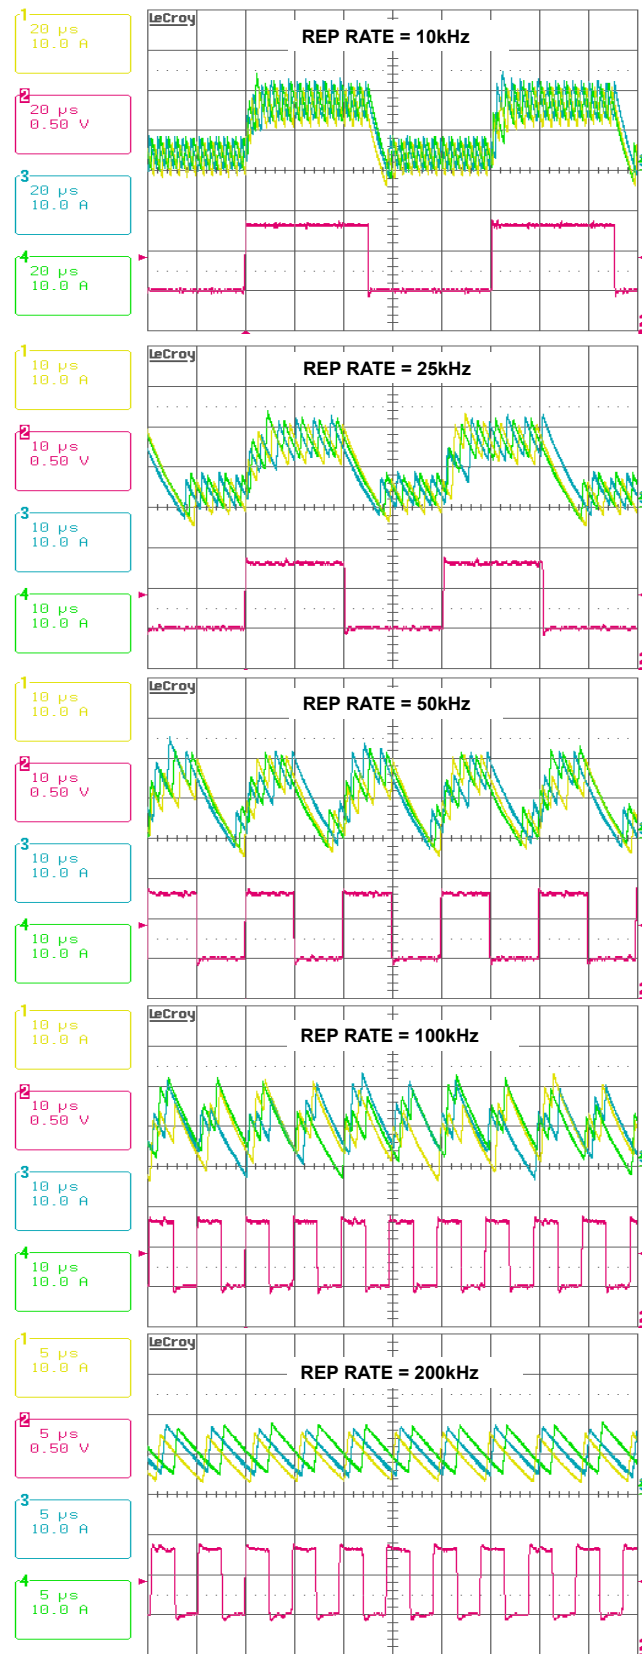 1
20 µs
10.0 A
2
20 µs
0.50 V
3
20 µs
10.0 A
4
20 µs
10.0 A
LeCroy
REP RATE = 10kHz
1
10 µs
10.0 A
2
10 µs
0.50 V
3
10 µs
10.0 A
4
10 µs
10.0 A
LeCroy
REP RATE = 25kHz
1
10 µs
10.0 A
2
10 µs
0.50 V
3
10 µs
10.0 A
4
10 µs
10.0 A
LeCroy
REP RATE = 50kHz
1
10 µs
10.0 A
2
10 µs
0.50 V
3
10 µs
10.0 A
4
10 µs
10.0 A
LeCroy
REP RATE = 100kHz
1
5 µs
10.0 A
2
5 µs
0.50 V
3
5 µs
10.0 A
4
5 µs
10.0 A
LeCroy
REP RATE = 200kHz